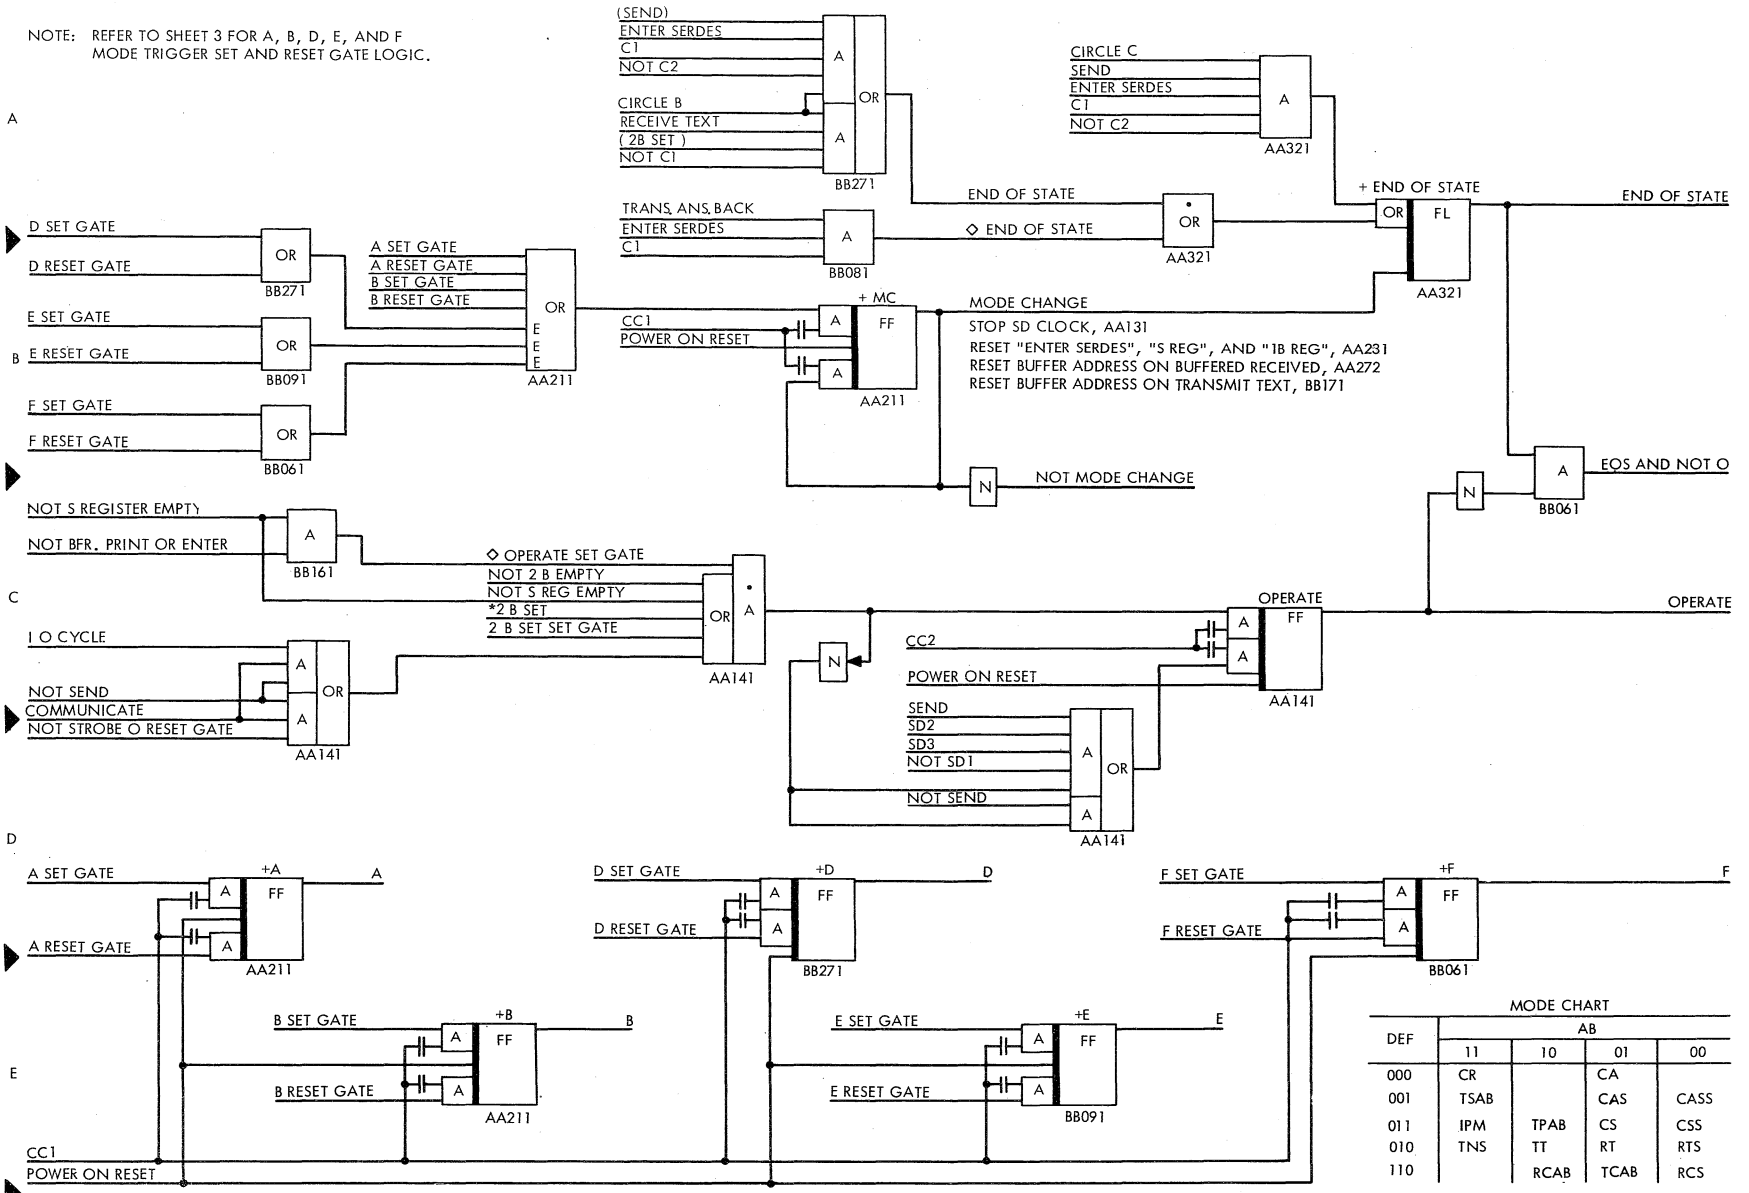 NOTE: REFER TO SHEET 3 FOR A, B, D, E, AND F
MODE TRIGGER SET AND RESET GATE LOGIC.
(SEND)
ENTER SERDES
C1
NOT C2
CIRCLE B
RECEIVE TEXT
(2B SET)
NOT C1
A
A
OR
BB271
CIRCLE C
SEND
ENTER SERDES
C1
NOT C2
A
AA321
A
TRANS. ANS. BACK
ENTER SERDES
C1
A
BB081
END OF STATE
◇ END OF STATE
•
OR
AA321
+ END OF STATE
OR
FL
AA321
END OF STATE
D SET GATE
D RESET GATE
OR
BB271
E SET GATE
E RESET GATE
OR
BB091
F SET GATE
F RESET GATE
OR
BB061
B
A SET GATE
A RESET GATE
B SET GATE
B RESET GATE
OR
E
E
E
AA211
CC1
POWER ON RESET
+ MC
A
FF
A
AA211
MODE CHANGE
STOP SD CLOCK, AA131
RESET "ENTER SERDES", "S REG", AND "1B REG", AA231
RESET BUFFER ADDRESS ON BUFFERED RECEIVED, AA272
RESET BUFFER ADDRESS ON TRANSMIT TEXT, BB171
N
NOT MODE CHANGE
N
A
BB061
EOS AND NOT O
NOT S REGISTER EMPTY
NOT BFR. PRINT OR ENTER
A
BB161
C
◇ OPERATE SET GATE
NOT 2 B EMPTY
NOT S REG EMPTY
*2 B SET
2 B SET SET GATE
OR
•
A
AA141
I O CYCLE
NOT SEND
COMMUNICATE
NOT STROBE O RESET GATE
A
A
OR
AA141
N
CC2
POWER ON RESET
OPERATE
A
A
FF
AA141
OPERATE
SEND
SD2
SD3
NOT SD1
NOT SEND
A
A
OR
AA141
D
A SET GATE
A RESET GATE
+A
A
FF
A
AA211
A
D SET GATE
D RESET GATE
+D
A
FF
A
BB271
D
F SET GATE
F RESET GATE
+F
A
FF
A
BB061
F
E
B SET GATE
B RESET GATE
+B
A
FF
A
AA211
B
E SET GATE
E RESET GATE
+E
A
FF
A
BB091
E
CC1
POWER ON RESET
MODE CHART
DEF AB
11 10 01 00
000 CR CA
001 TSAB CAS CASS
011 IPM TPAB CS CSS
010 TNS TT RT RTS
110 RCAB TCAB RCS